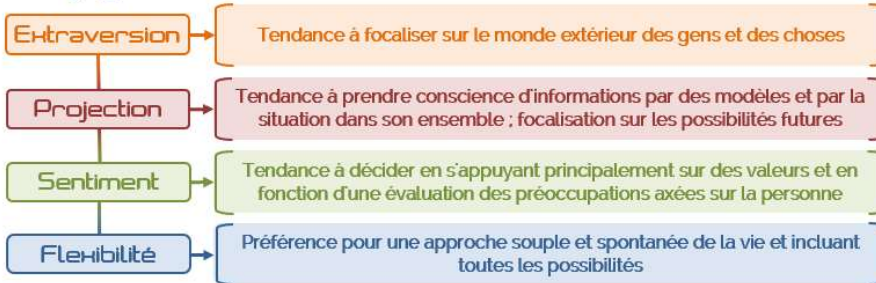 Extraversion
Tendance à focaliser sur le monde extérieur des gens et des choses
Projection
Tendance à prendre conscience d'informations par des modèles et par la
situation dans son ensemble ; focalisation sur les possibilités futures
Sentiment
Tendance à décider en s'appuyant principalement sur des valeurs et en
fonction d'une évaluation des préoccupations axées sur la personne
Flexibilité
Préférence pour une approche souple et spontanée de la vie et incluant
toutes les possibilités